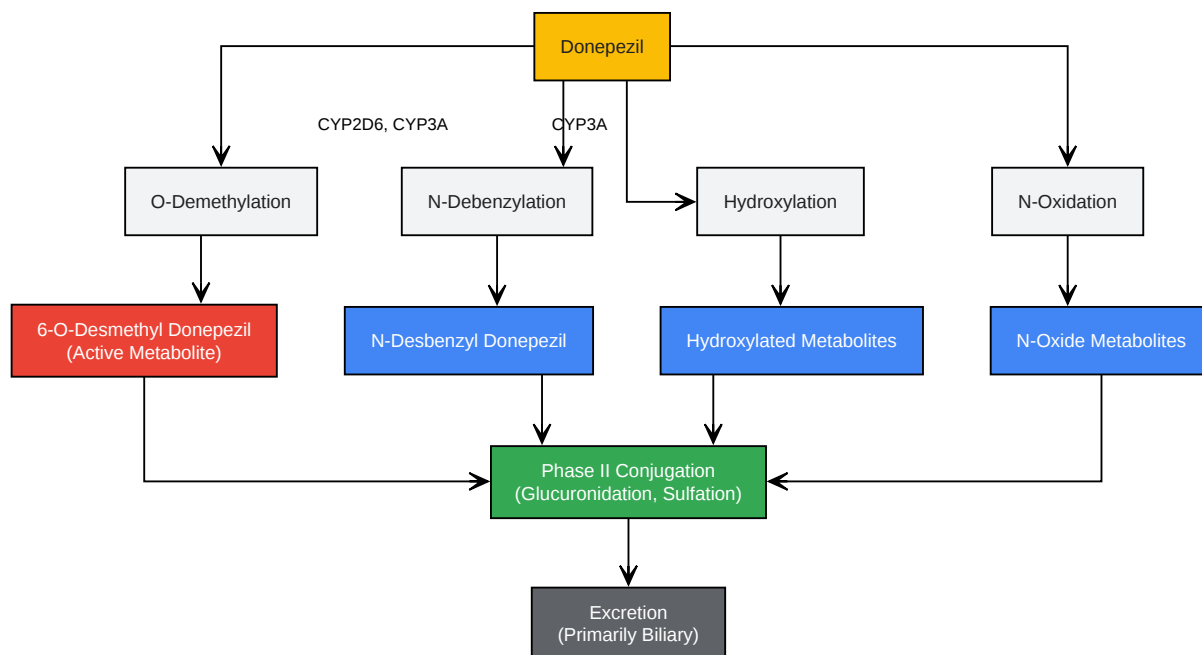 Donepezil
CYP2D6, CYP3A
CYP3A
O-Demethylation
N-Debenzylation
Hydroxylation
N-Oxidation
6-O-Desmethyl Donepezil
(Active Metabolite)
N-Desbenzyl Donepezil
Hydroxylated Metabolites
N-Oxide Metabolites
Phase II Conjugation
(Glucuronidation, Sulfation)
Excretion
(Primarily Biliary)